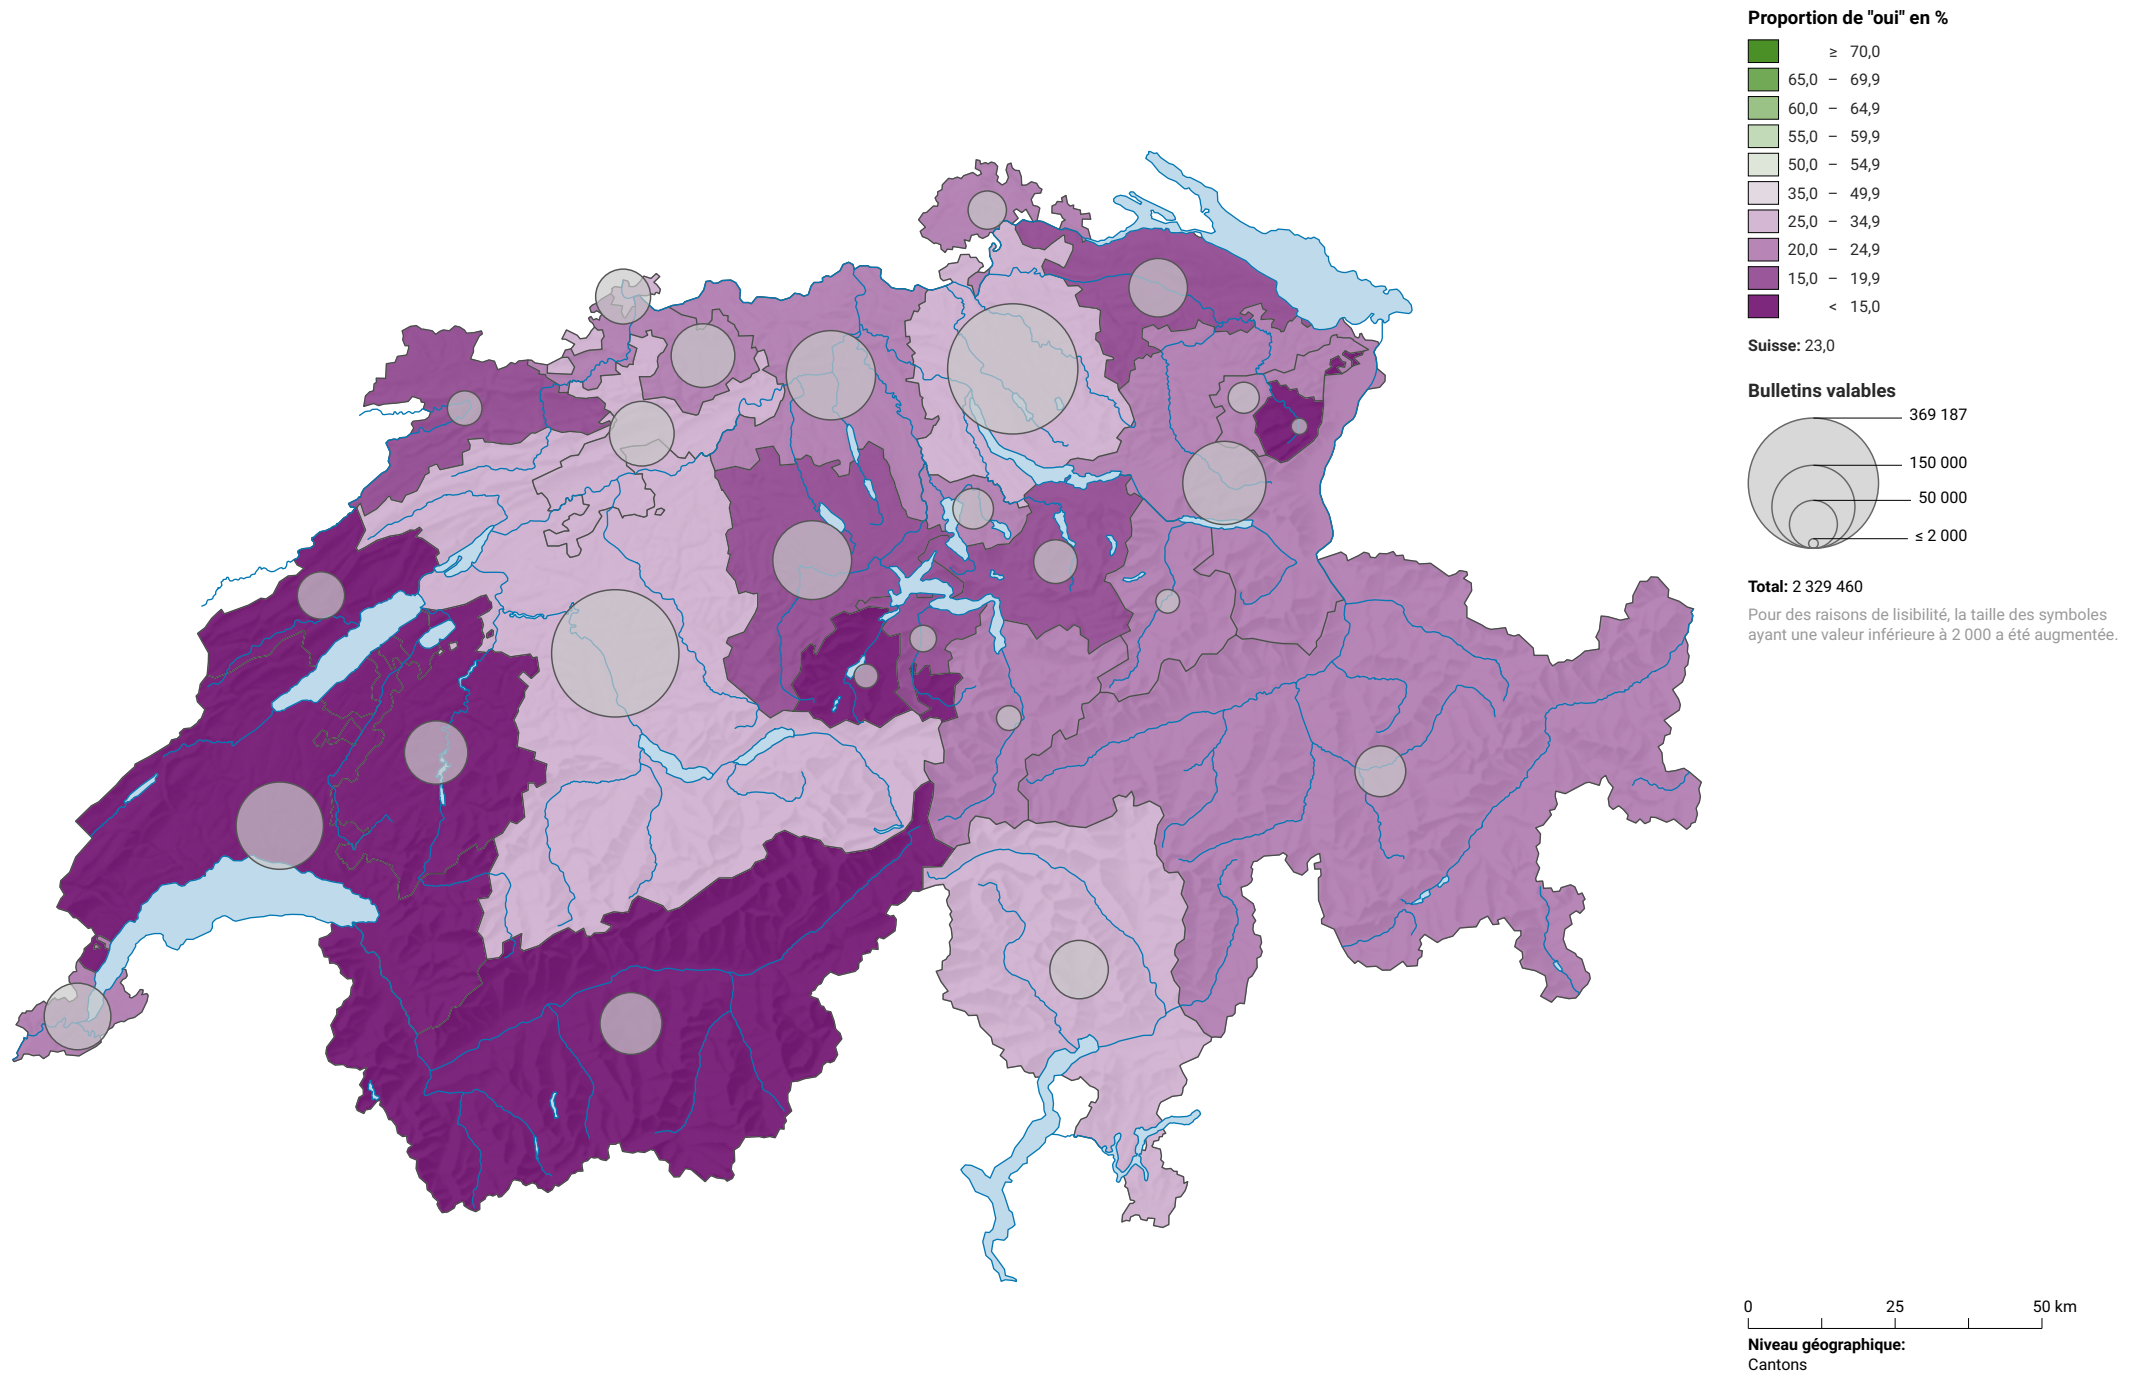 Proportion de "oui" en %
≥ 70,0
65,0 – 69,9
60,0 – 64,9
55,0 – 59,9
50,0 – 54,9
35,0 – 49,9
25,0 – 34,9
20,0 – 24,9
15,0 – 19,9
< 15,0
Suisse: 23,0
Bulletins valables
369 187
150 000
50 000
≤ 2 000
Total: 2 329 460
Pour des raisons de lisibilité, la taille des symboles
ayant une valeur inférieure à 2 000 a été augmentée.
0 25 50 km
Niveau géographique:
Cantons